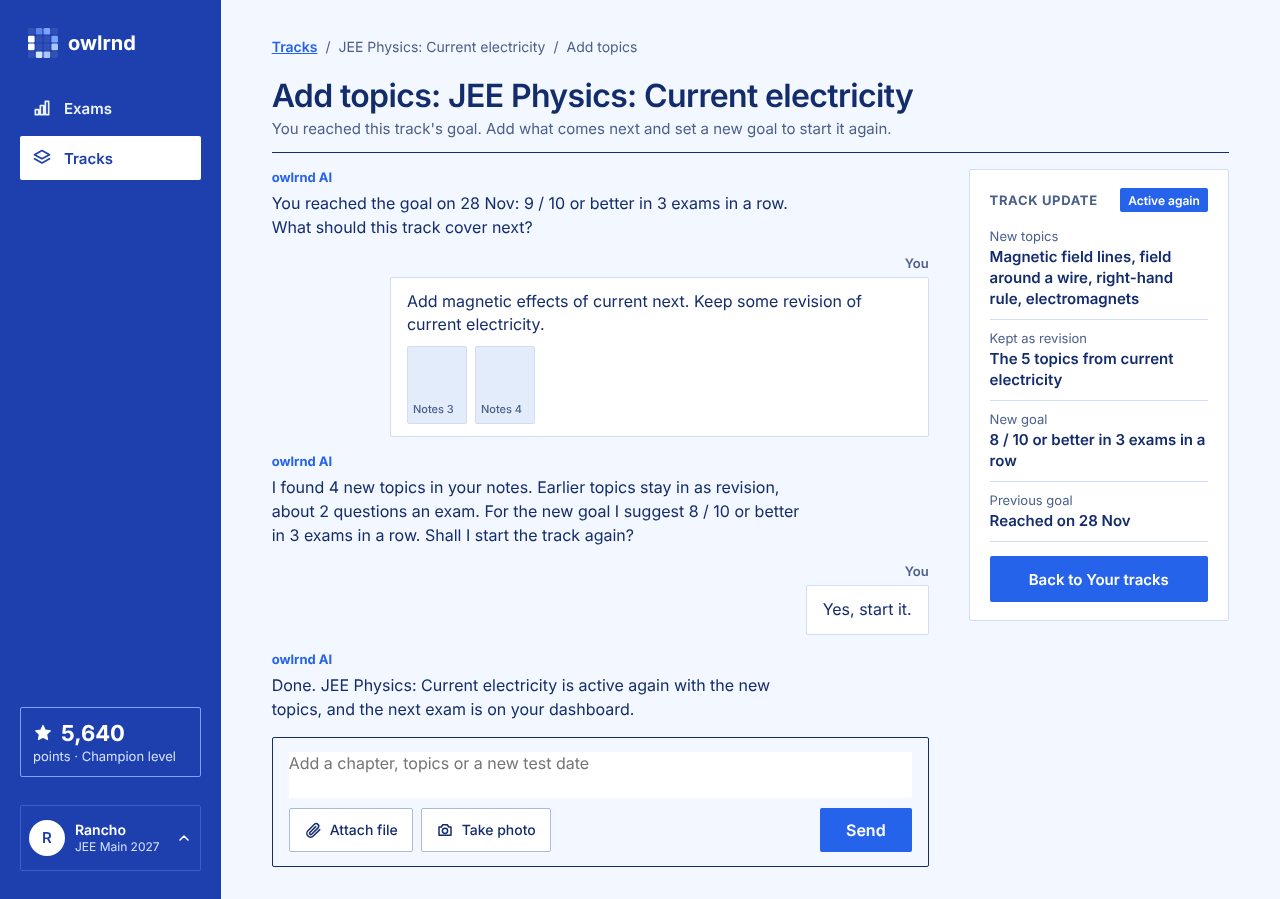 owlrnd
Exams
Tracks
5,640
points · Champion level
R
Rancho
JEE Main 2027
Tracks / JEE Physics: Current electricity / Add topics
Add topics: JEE Physics: Current electricity
You reached this track's goal. Add what comes next and set a new goal to start it again.
owlrnd AI
You reached the goal on 28 Nov: 9 / 10 or better in 3 exams in a row.
What should this track cover next?
You
Add magnetic effects of current next. Keep some revision of
current electricity.
Notes 3
Notes 4
owlrnd AI
I found 4 new topics in your notes. Earlier topics stay in as revision,
about 2 questions an exam. For the new goal I suggest 8 / 10 or better
in 3 exams in a row. Shall I start the track again?
You
Yes, start it.
owlrnd AI
Done. JEE Physics: Current electricity is active again with the new
topics, and the next exam is on your dashboard.
Add a chapter, topics or a new test date
Attach file
Take photo
Send
TRACK UPDATE
Active again
New topics
Magnetic field lines, field
around a wire, right-hand
rule, electromagnets
Kept as revision
The 5 topics from current
electricity
New goal
8 / 10 or better in 3 exams in a
row
Previous goal
Reached on 28 Nov
Back to Your tracks